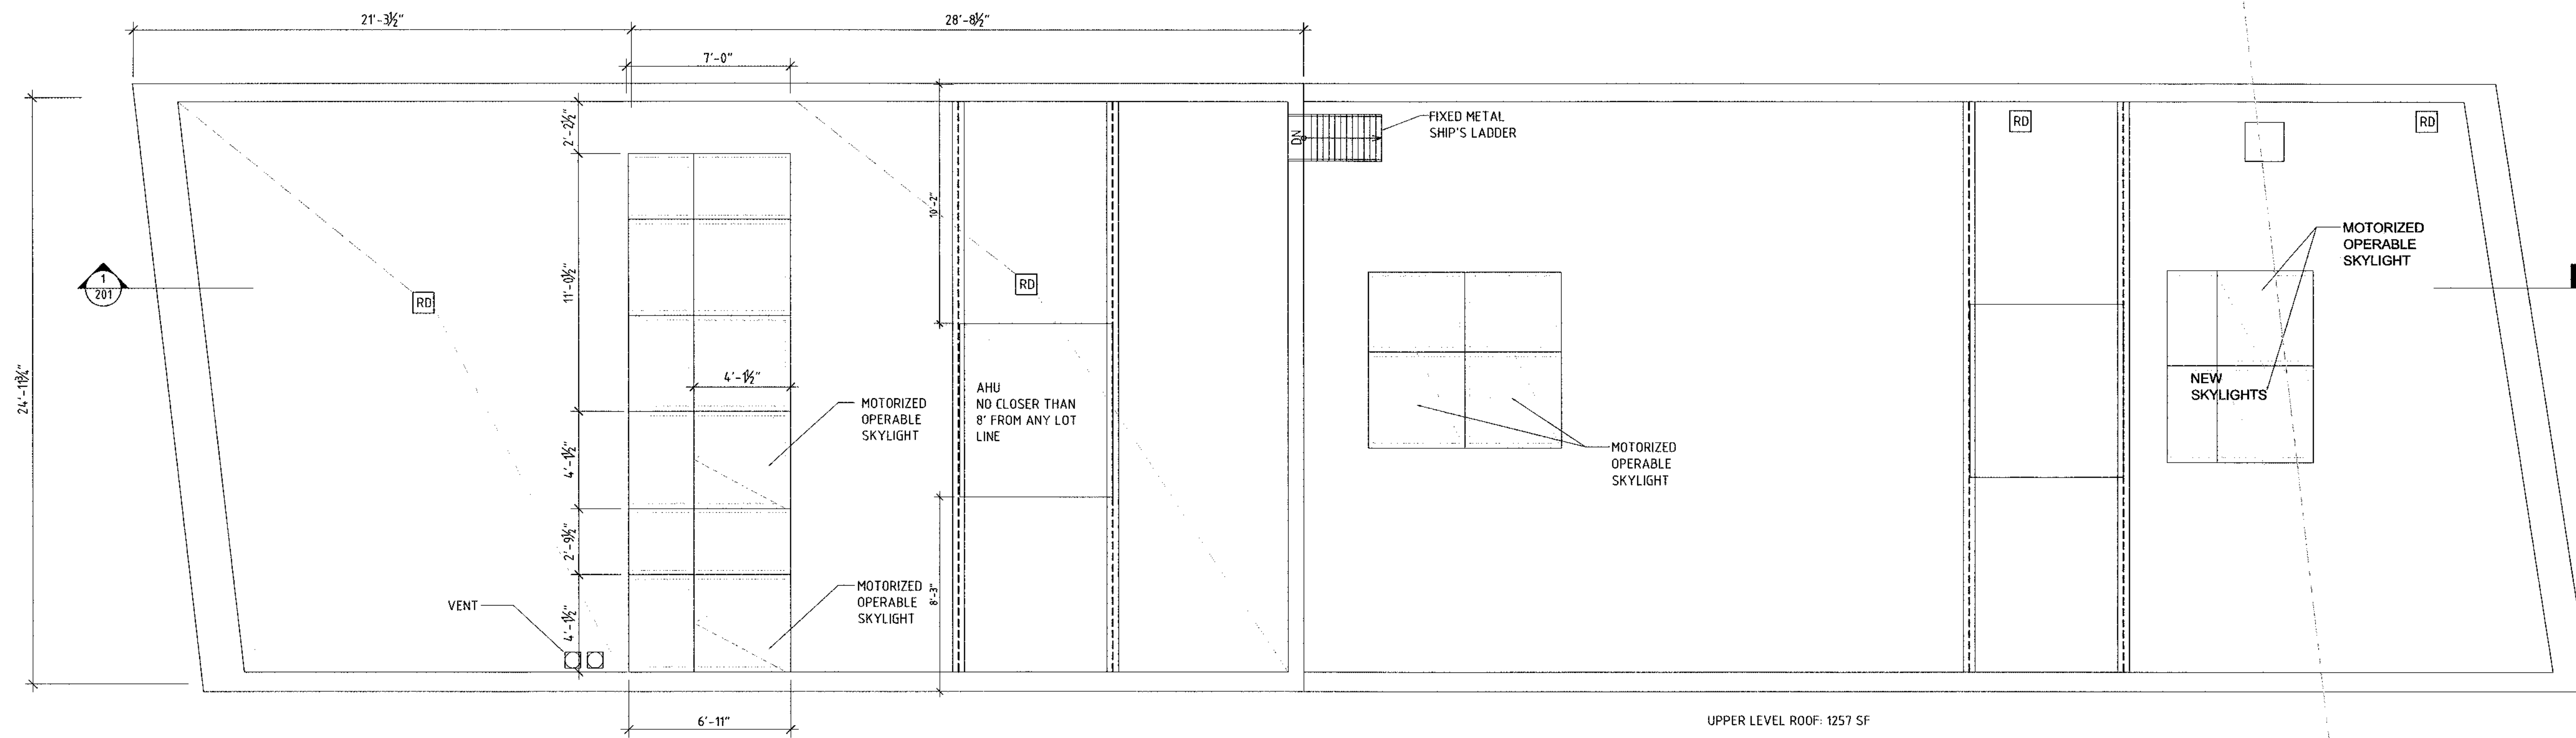 21'-3½"
28'-8½"
7'-0"
2'-2½"
FIXED METAL
SHIP'S LADDER
DN
RD
RD
10'-2"
MOTORIZED
OPERABLE
SKYLIGHT
1
201
11'-0½"
RD
RD
24'-11¾"
4'-1½"
AHU
NO CLOSER THAN
8' FROM ANY LOT
LINE
NEW
SKYLIGHTS
MOTORIZED
OPERABLE
SKYLIGHT
MOTORIZED
OPERABLE
SKYLIGHT
4'-1½"
2'-9½"
VENT
MOTORIZED
OPERABLE
SKYLIGHT
8'-3"
4'-1½"
6'-11"
UPPER LEVEL ROOF: 1257 SF